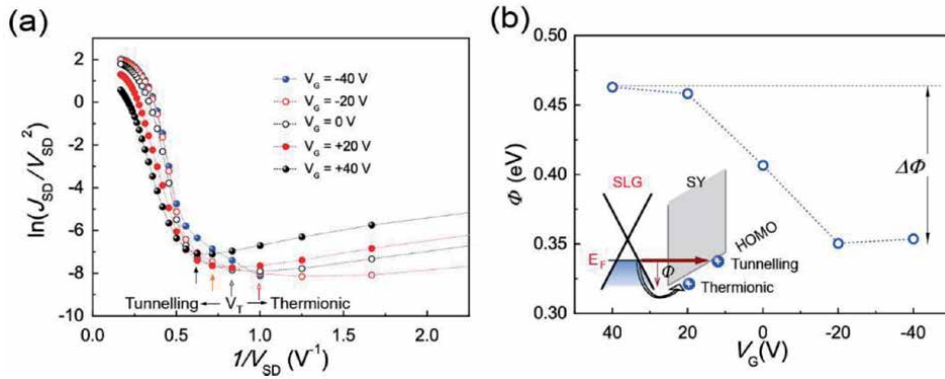 (a)
ln(J_SD/V_SD^2)
2
0
-2
-4
-6
-8
-10
V_G = -40 V
V_G = -20 V
V_G = 0 V
V_G = +20 V
V_G = +40 V
Tunnelling ← V_T → Thermionic
0.0 0.5 1.0 1.5 2.0
1/V_SD (V^-1)
(b)
Φ (eV)
0.50
0.45
0.40
0.35
0.30
ΔΦ
SLG SY
HOMO
E_F
Φ
Tunnelling
Thermionic
40 20 0 -20 -40
V_G(V)